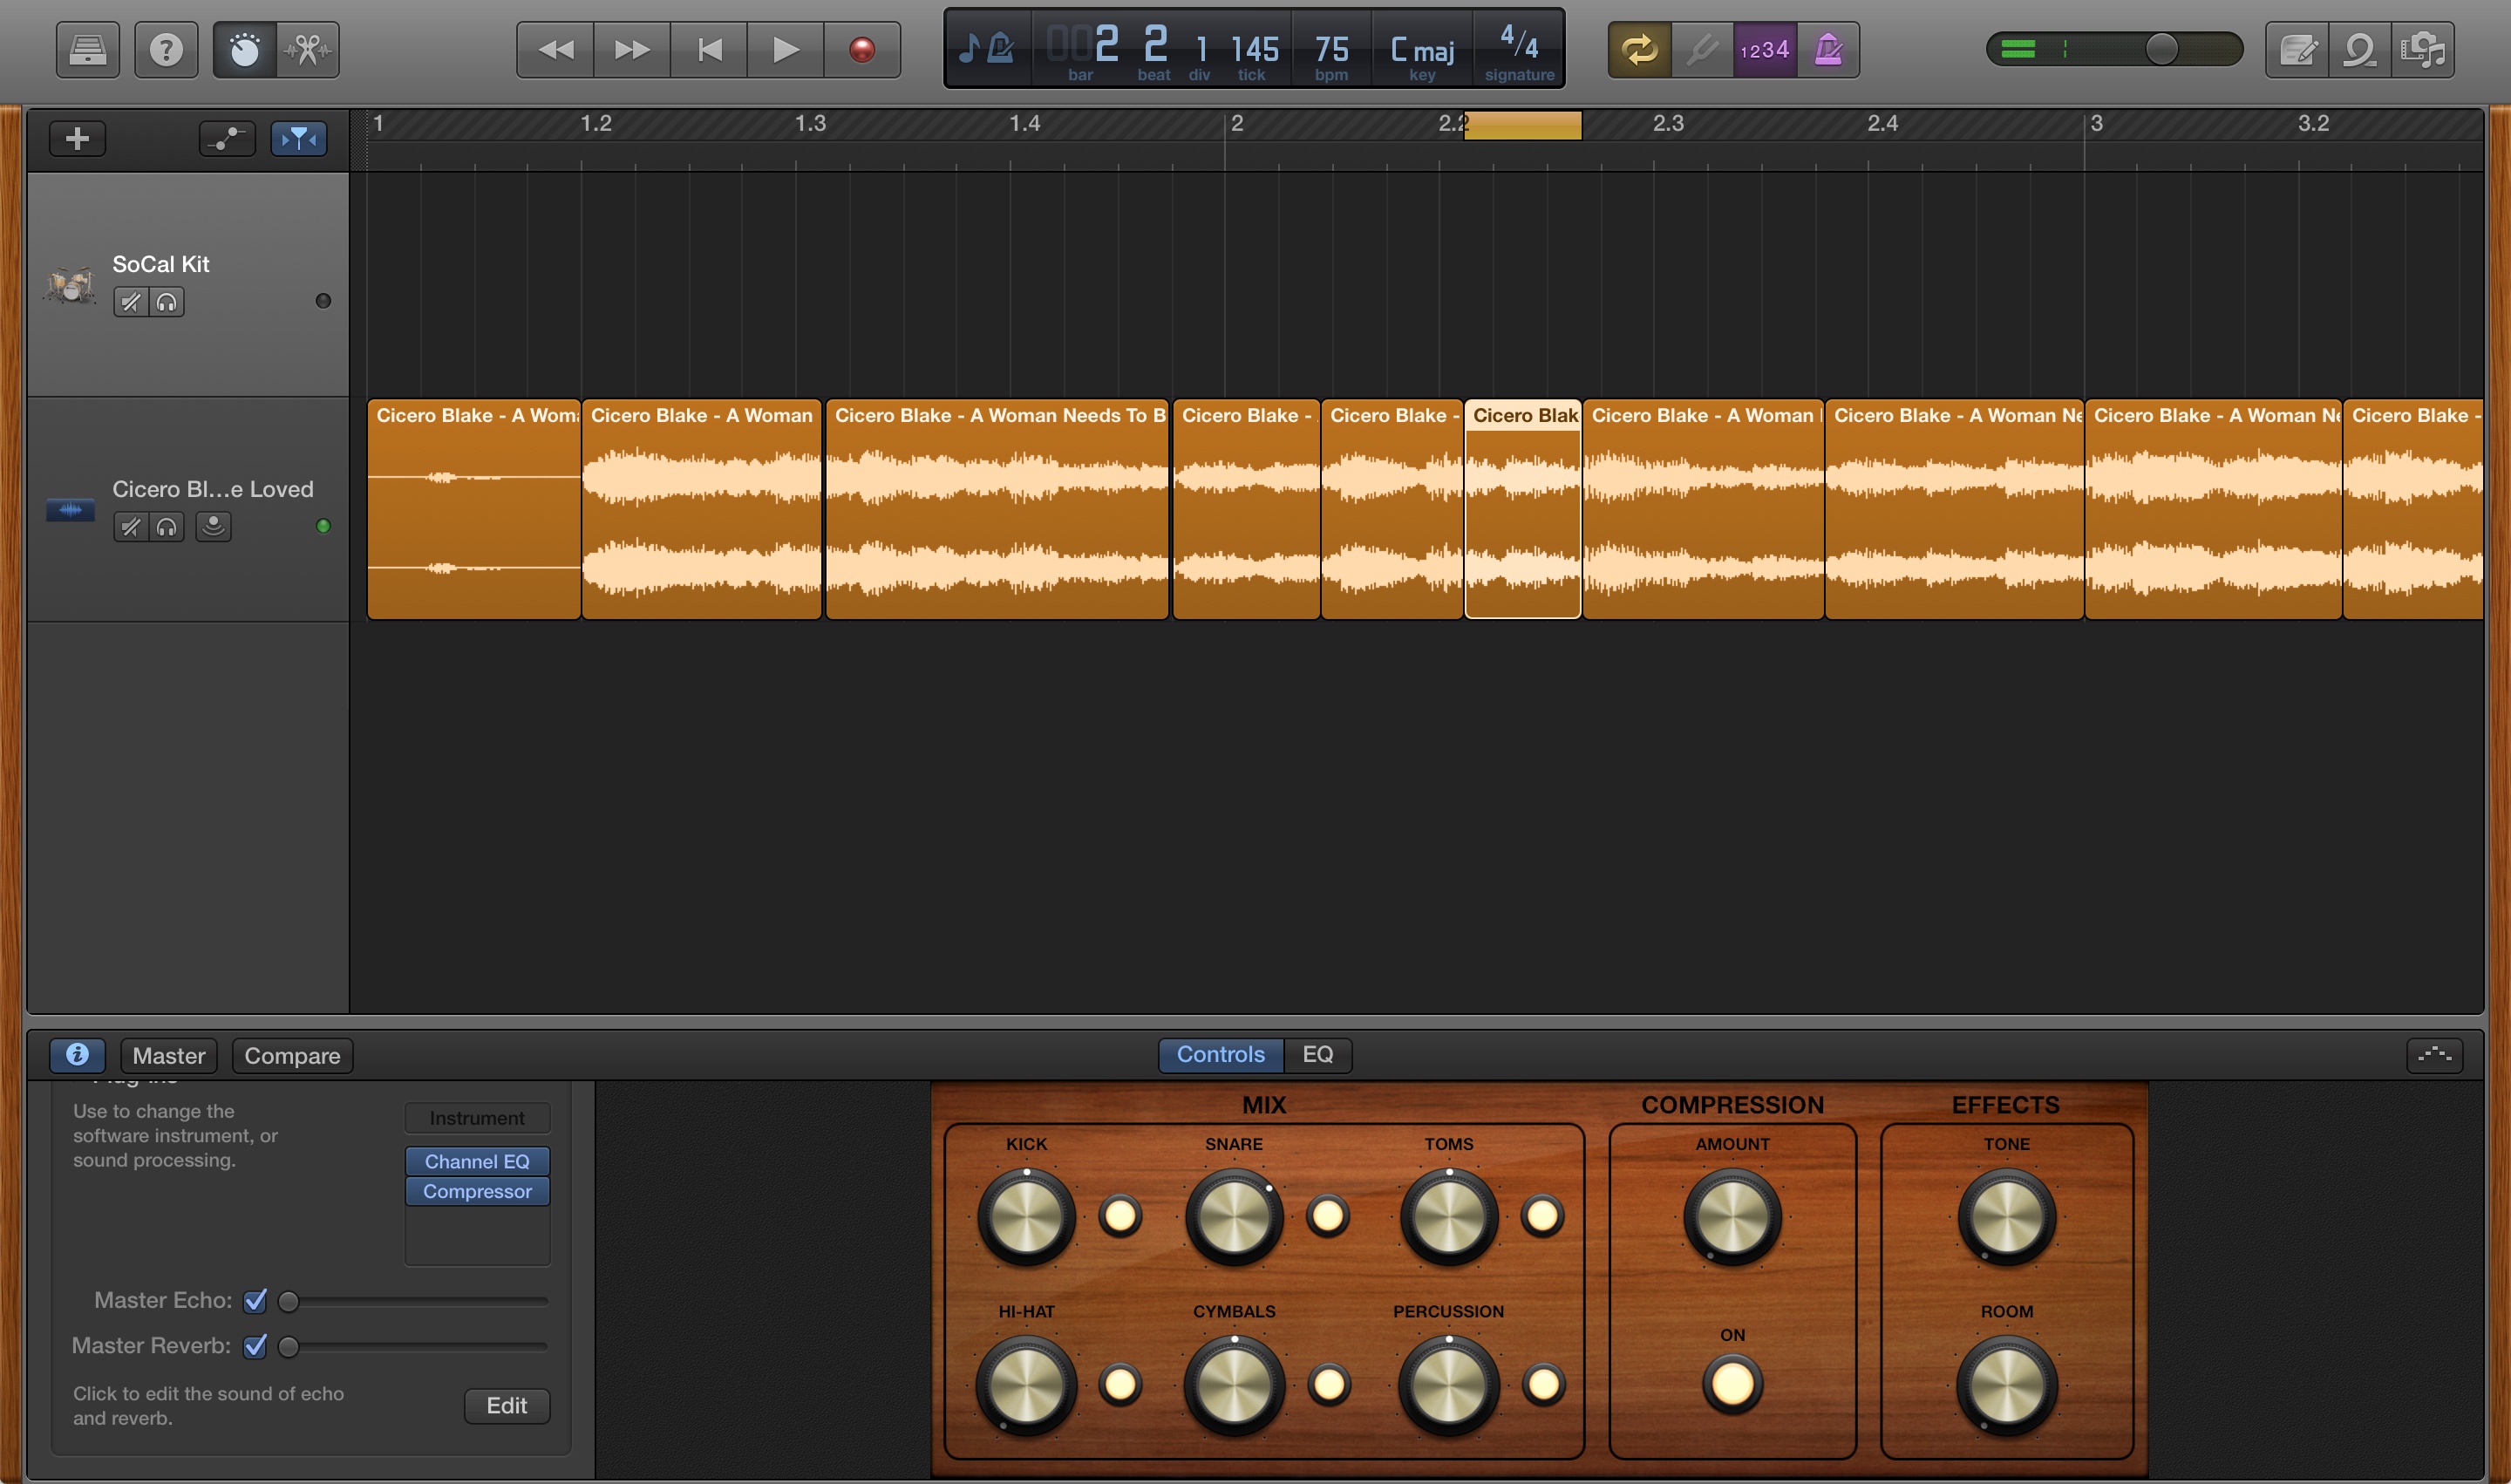 002 2 1 145 75 C maj 4/4
bar beat div tick bpm key signature
1234
1 1.2 1.3 1.4 2 2.2 2.3 2.4 3 3.2
SoCal Kit
Cicero Blake - A Wom Cicero Blake - A Woman Cicero Blake - A Woman Needs To B Cicero Blake - Cicero Blake - Cicero Blak Cicero Blake - A Woman Cicero Blake - A Woman Ne Cicero Blake - A Woman Ne Cicero Blake -
Cicero Bl...e Loved
i Master Compare Controls EQ
Use to change the
software instrument, or
sound processing.
Instrument
Channel EQ
Compressor
Master Echo:
Master Reverb:
Click to edit the sound of echo
and reverb.
Edit
MIX COMPRESSION EFFECTS
KICK SNARE TOMS AMOUNT TONE
HI-HAT CYMBALS PERCUSSION ON ROOM